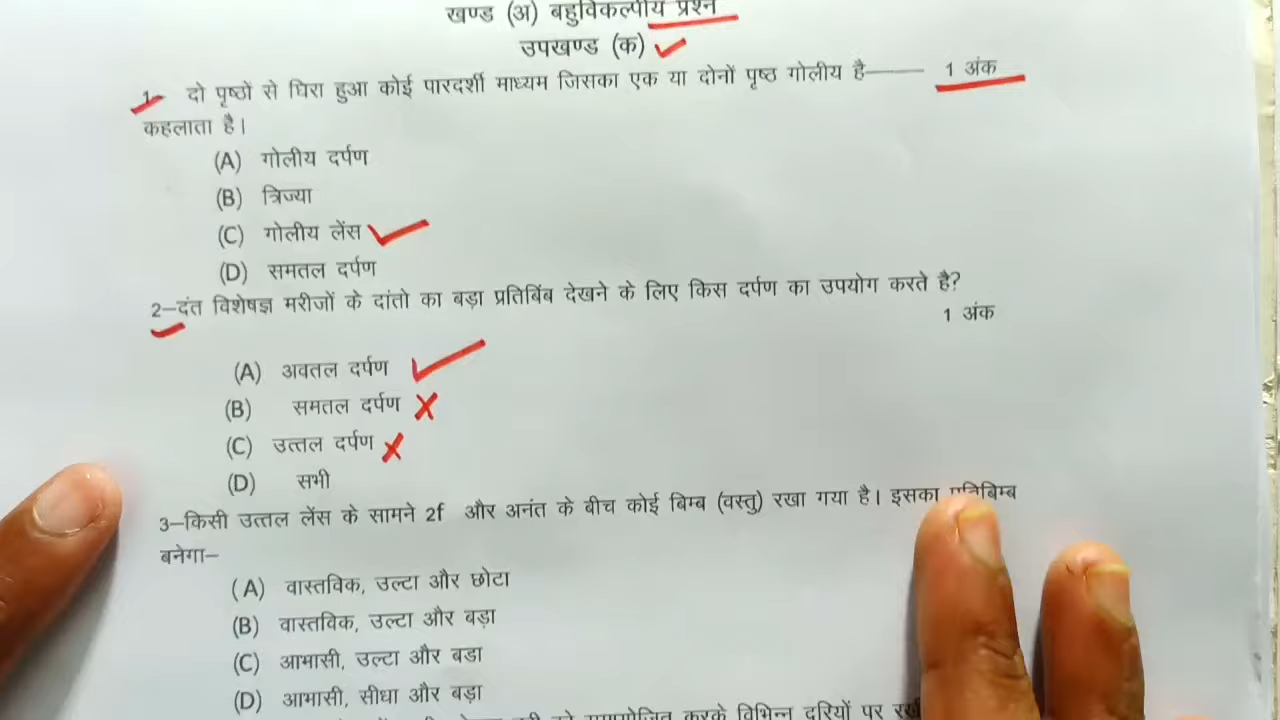 खण्ड (अ) बहुविकल्पीय प्रश्न
उपखण्ड (क)
1- दो पृष्ठों से घिरा हुआ कोई पारदर्शी माध्यम जिसका एक या दोनों पृष्ठ गोलीय है—— 1 अंक
कहलाता है।
(A) गोलीय दर्पण
(B) त्रिज्या
(C) गोलीय लेंस
(D) समतल दर्पण
2–दंत विशेषज्ञ मरीजों के दांतो का बड़ा प्रतिबिंब देखने के लिए किस दर्पण का उपयोग करते है?
1 अंक
(A) अवतल दर्पण
(B) समतल दर्पण
(C) उत्तल दर्पण
(D) सभी
3–किसी उत्तल लेंस के सामने 2f और अनंत के बीच कोई बिम्ब (वस्तु) रखा गया है। इसका प्रतिबिम्ब
बनेगा–
(A) वास्तविक, उल्टा और छोटा
(B) वास्तविक, उल्टा और बड़ा
(C) आभासी, उल्टा और बडा
(D) आभासी, सीधा और बड़ा
करके विभिन्न दूरियों पर